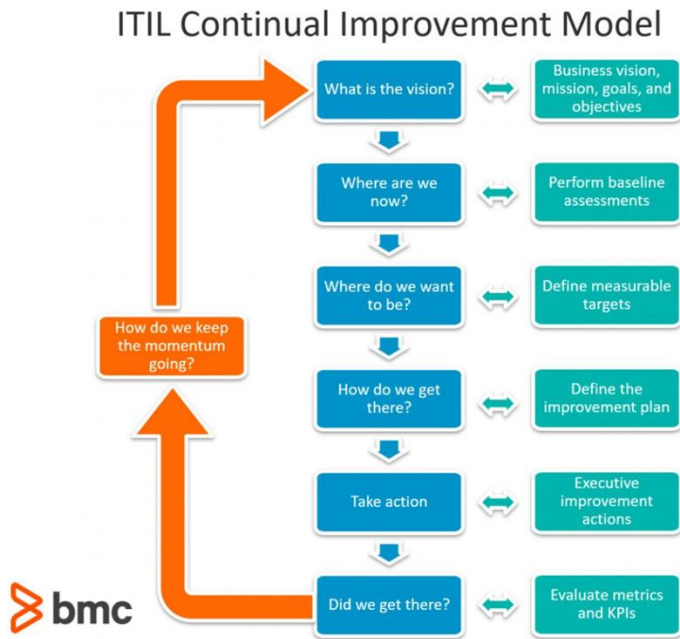 ITIL Continual Improvement Model
What is the vision?
Business vision,
mission, goals, and
objectives
Where are we
now?
Perform baseline
assessments
Where do we want
to be?
Define measurable
targets
How do we keep
the momentum
going?
How do we get
there?
Define the
improvement plan
Take action
Executive
improvement
actions
Did we get there?
Evaluate metrics
and KPIs
bmc